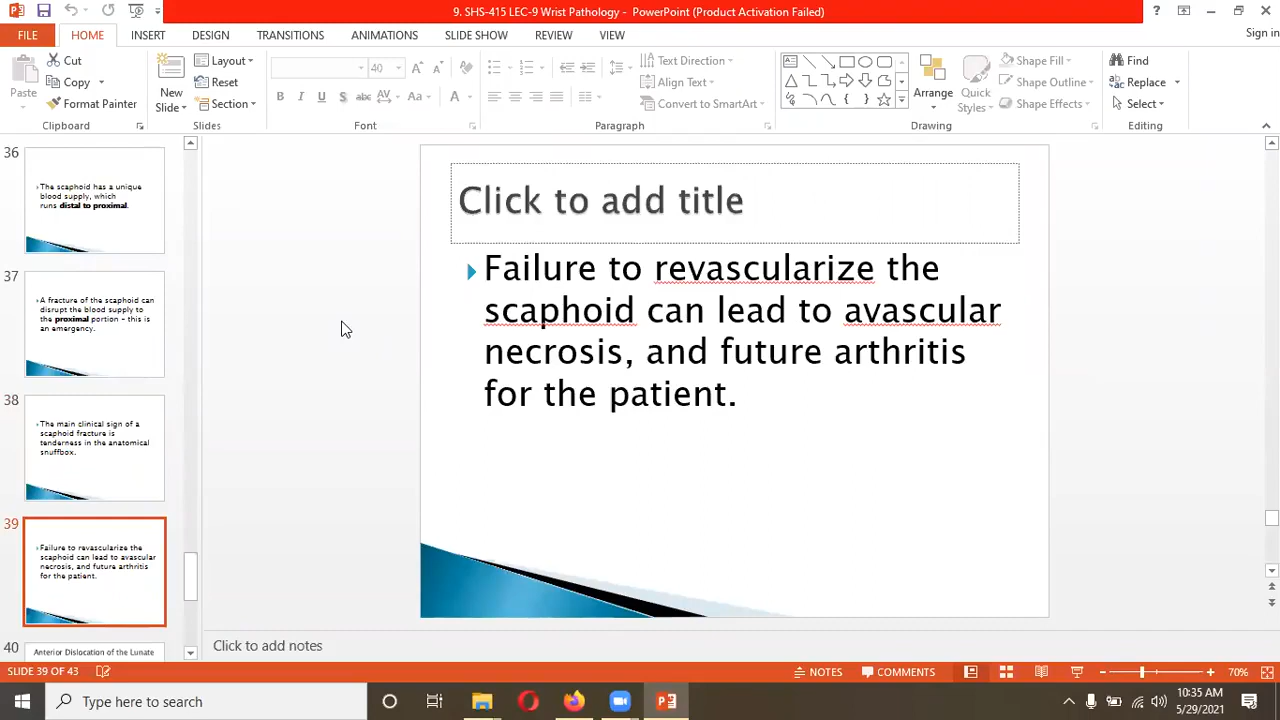 9. SHS-415 LEC-9 Wrist Pathology - PowerPoint (Product Activation Failed)
FILE HOME INSERT DESIGN TRANSITIONS ANIMATIONS SLIDE SHOW REVIEW VIEW Sign in
Paste
Cut
Copy
Format Painter
Clipboard
New Slide
Layout
Reset
Section
Slides
40
B I U S abc AV Aa A
Font
Text Direction
Align Text
Convert to SmartArt
Paragraph
Arrange
Quick Styles
Shape Fill
Shape Outline
Shape Effects
Drawing
Find
Replace
Select
Editing
36
The scaphoid has a unique
blood supply, which
runs distal to proximal.
37
A fracture of the scaphoid can
disrupt the blood supply to
the proximal portion – this is
an emergency.
38
The main clinical sign of a
scaphoid fracture is
tenderness in the anatomical
snuffbox.
39
Failure to revascularize the
scaphoid can lead to avascular
necrosis, and future arthritis
for the patient.
40
Anterior Dislocation of the Lunate
Click to add title
Failure to revascularize the
scaphoid can lead to avascular
necrosis, and future arthritis
for the patient.
Click to add notes
SLIDE 39 OF 43 NOTES COMMENTS 70%
Type here to search
10:35 AM
5/29/2021